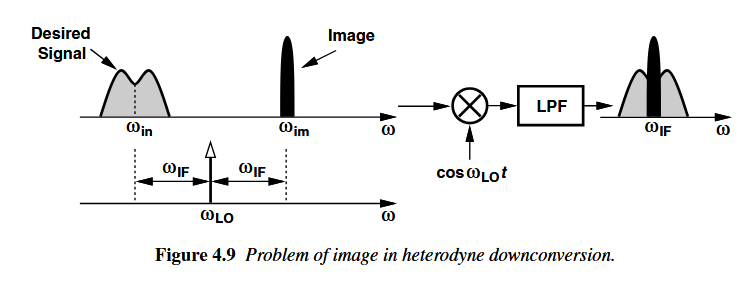 Desired
Signal
Image
ωin
ωim
ω
LPF
ωIF
ω
cos ωLOt
ωIF
ωIF
ωLO
ω
Figure 4.9 Problem of image in heterodyne downconversion.